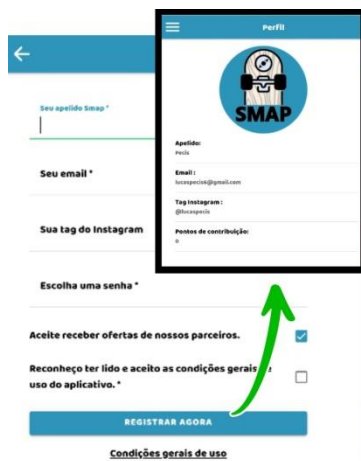 Perfil
SMAP
Apelido:
Pecis
Email:
lucaspecis6@gmail.com
Tag Instagram:
@lucaspecis
Pontos de contribuição:
0
Seu apelido Smap *
Seu email *
Sua tag do Instagram
Escolha uma senha *
Aceite receber ofertas de nossos parceiros.
Reconheço ter lido e aceito as condições gerais de
uso do aplicativo. *
REGISTRAR AGORA
Condições gerais de uso